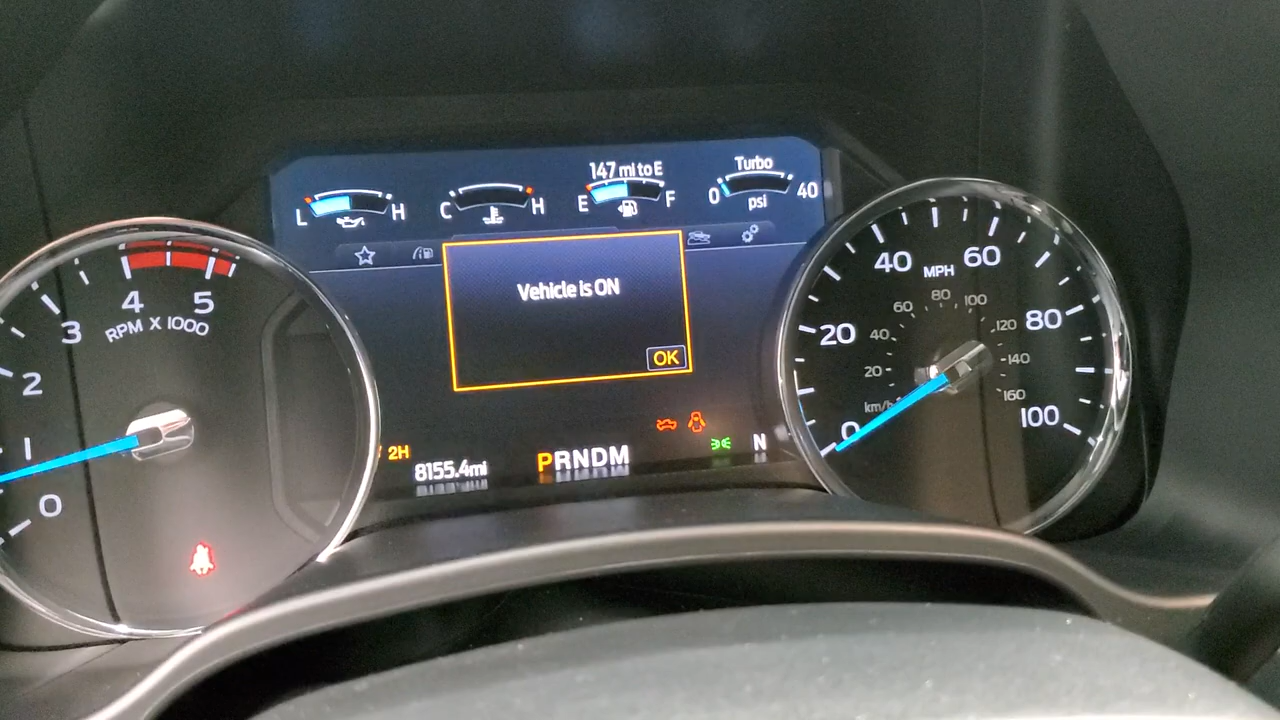 147 mi to E
Turbo
L H
C H
E F
0 40
psi
Vehicle is ON
OK
2H
8155.4mi
PRNDM
N
0
1
2
3
4
5
RPM X 1000
0
20
40
60
80
100
MPH
20
40
60
80
100
120
140
160
km/h